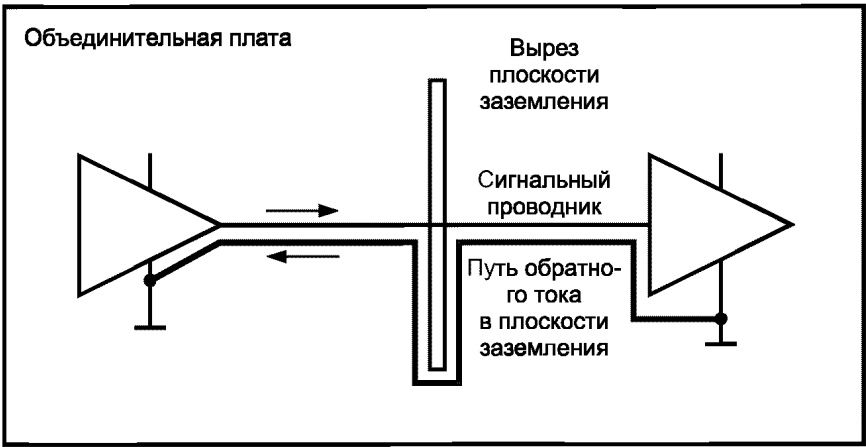 Объединительная плата
Вырез
плоскости
заземления
Сигнальный
проводник
Путь обратно-
го тока
в плоскости
заземления